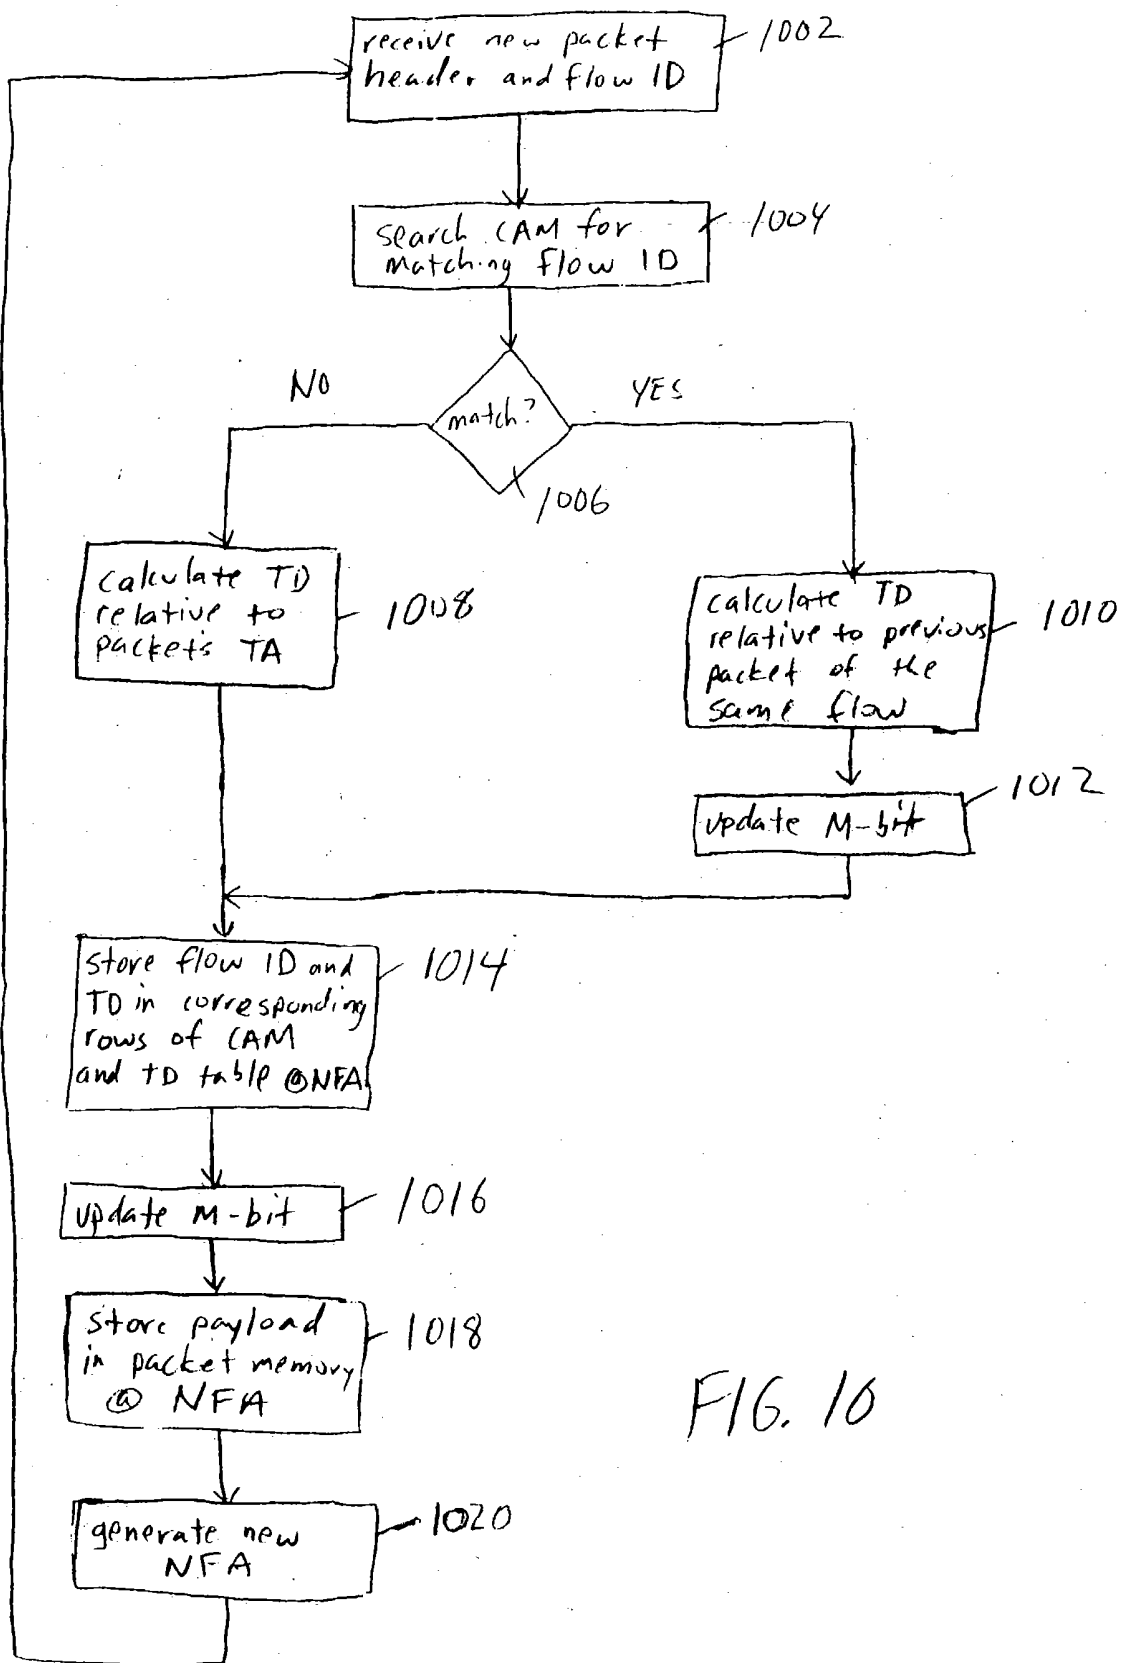 receive new packet
header and flow ID
1002
search CAM for
matching flow ID
1004
NO
YES
match?
1006
calculate TD
relative to
packet's TA
1008
calculate TD
relative to previous
packet of the
same flow
1010
update M-bit
1012
store flow ID and
TD in corresponding
rows of CAM
and TD table @NFA
1014
update M-bit
1016
store payload
in packet memory
@ NFA
1018
generate new
NFA
1020
FIG. 10